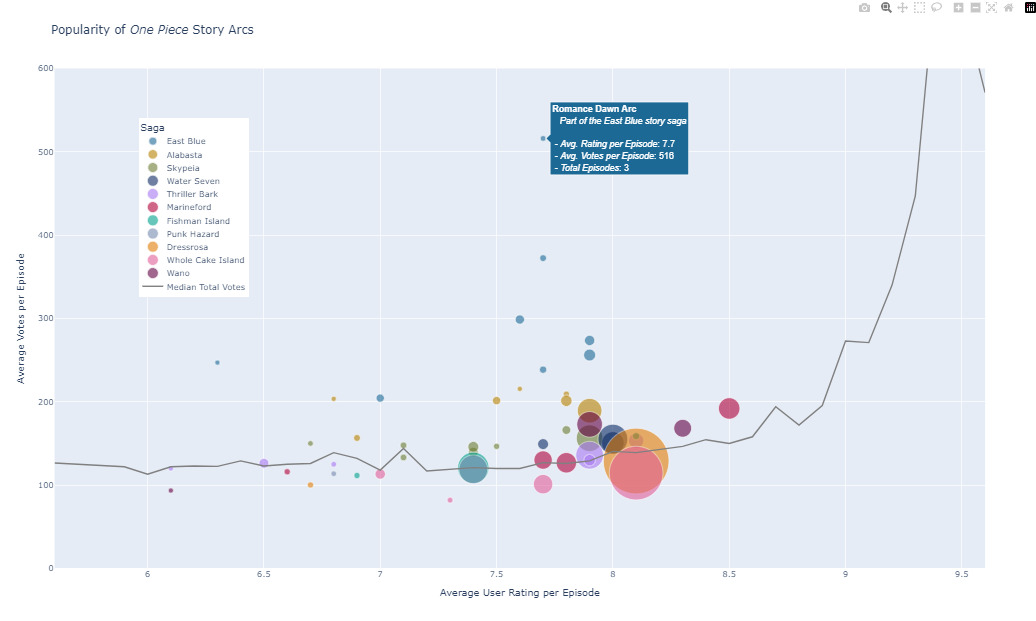 Popularity of One Piece Story Arcs
600
500
400
300
200
100
0
Average Votes per Episode
Saga
East Blue
Alabasta
Skypeia
Water Seven
Thriller Bark
Marineford
Fishman Island
Punk Hazard
Dressrosa
Whole Cake Island
Wano
Median Total Votes
Romance Dawn Arc
Part of the East Blue story saga
- Avg. Rating per Episode: 7.7
- Avg. Votes per Episode: 516
- Total Episodes: 3
6
6.5
7
7.5
8
8.5
9
9.5
Average User Rating per Episode